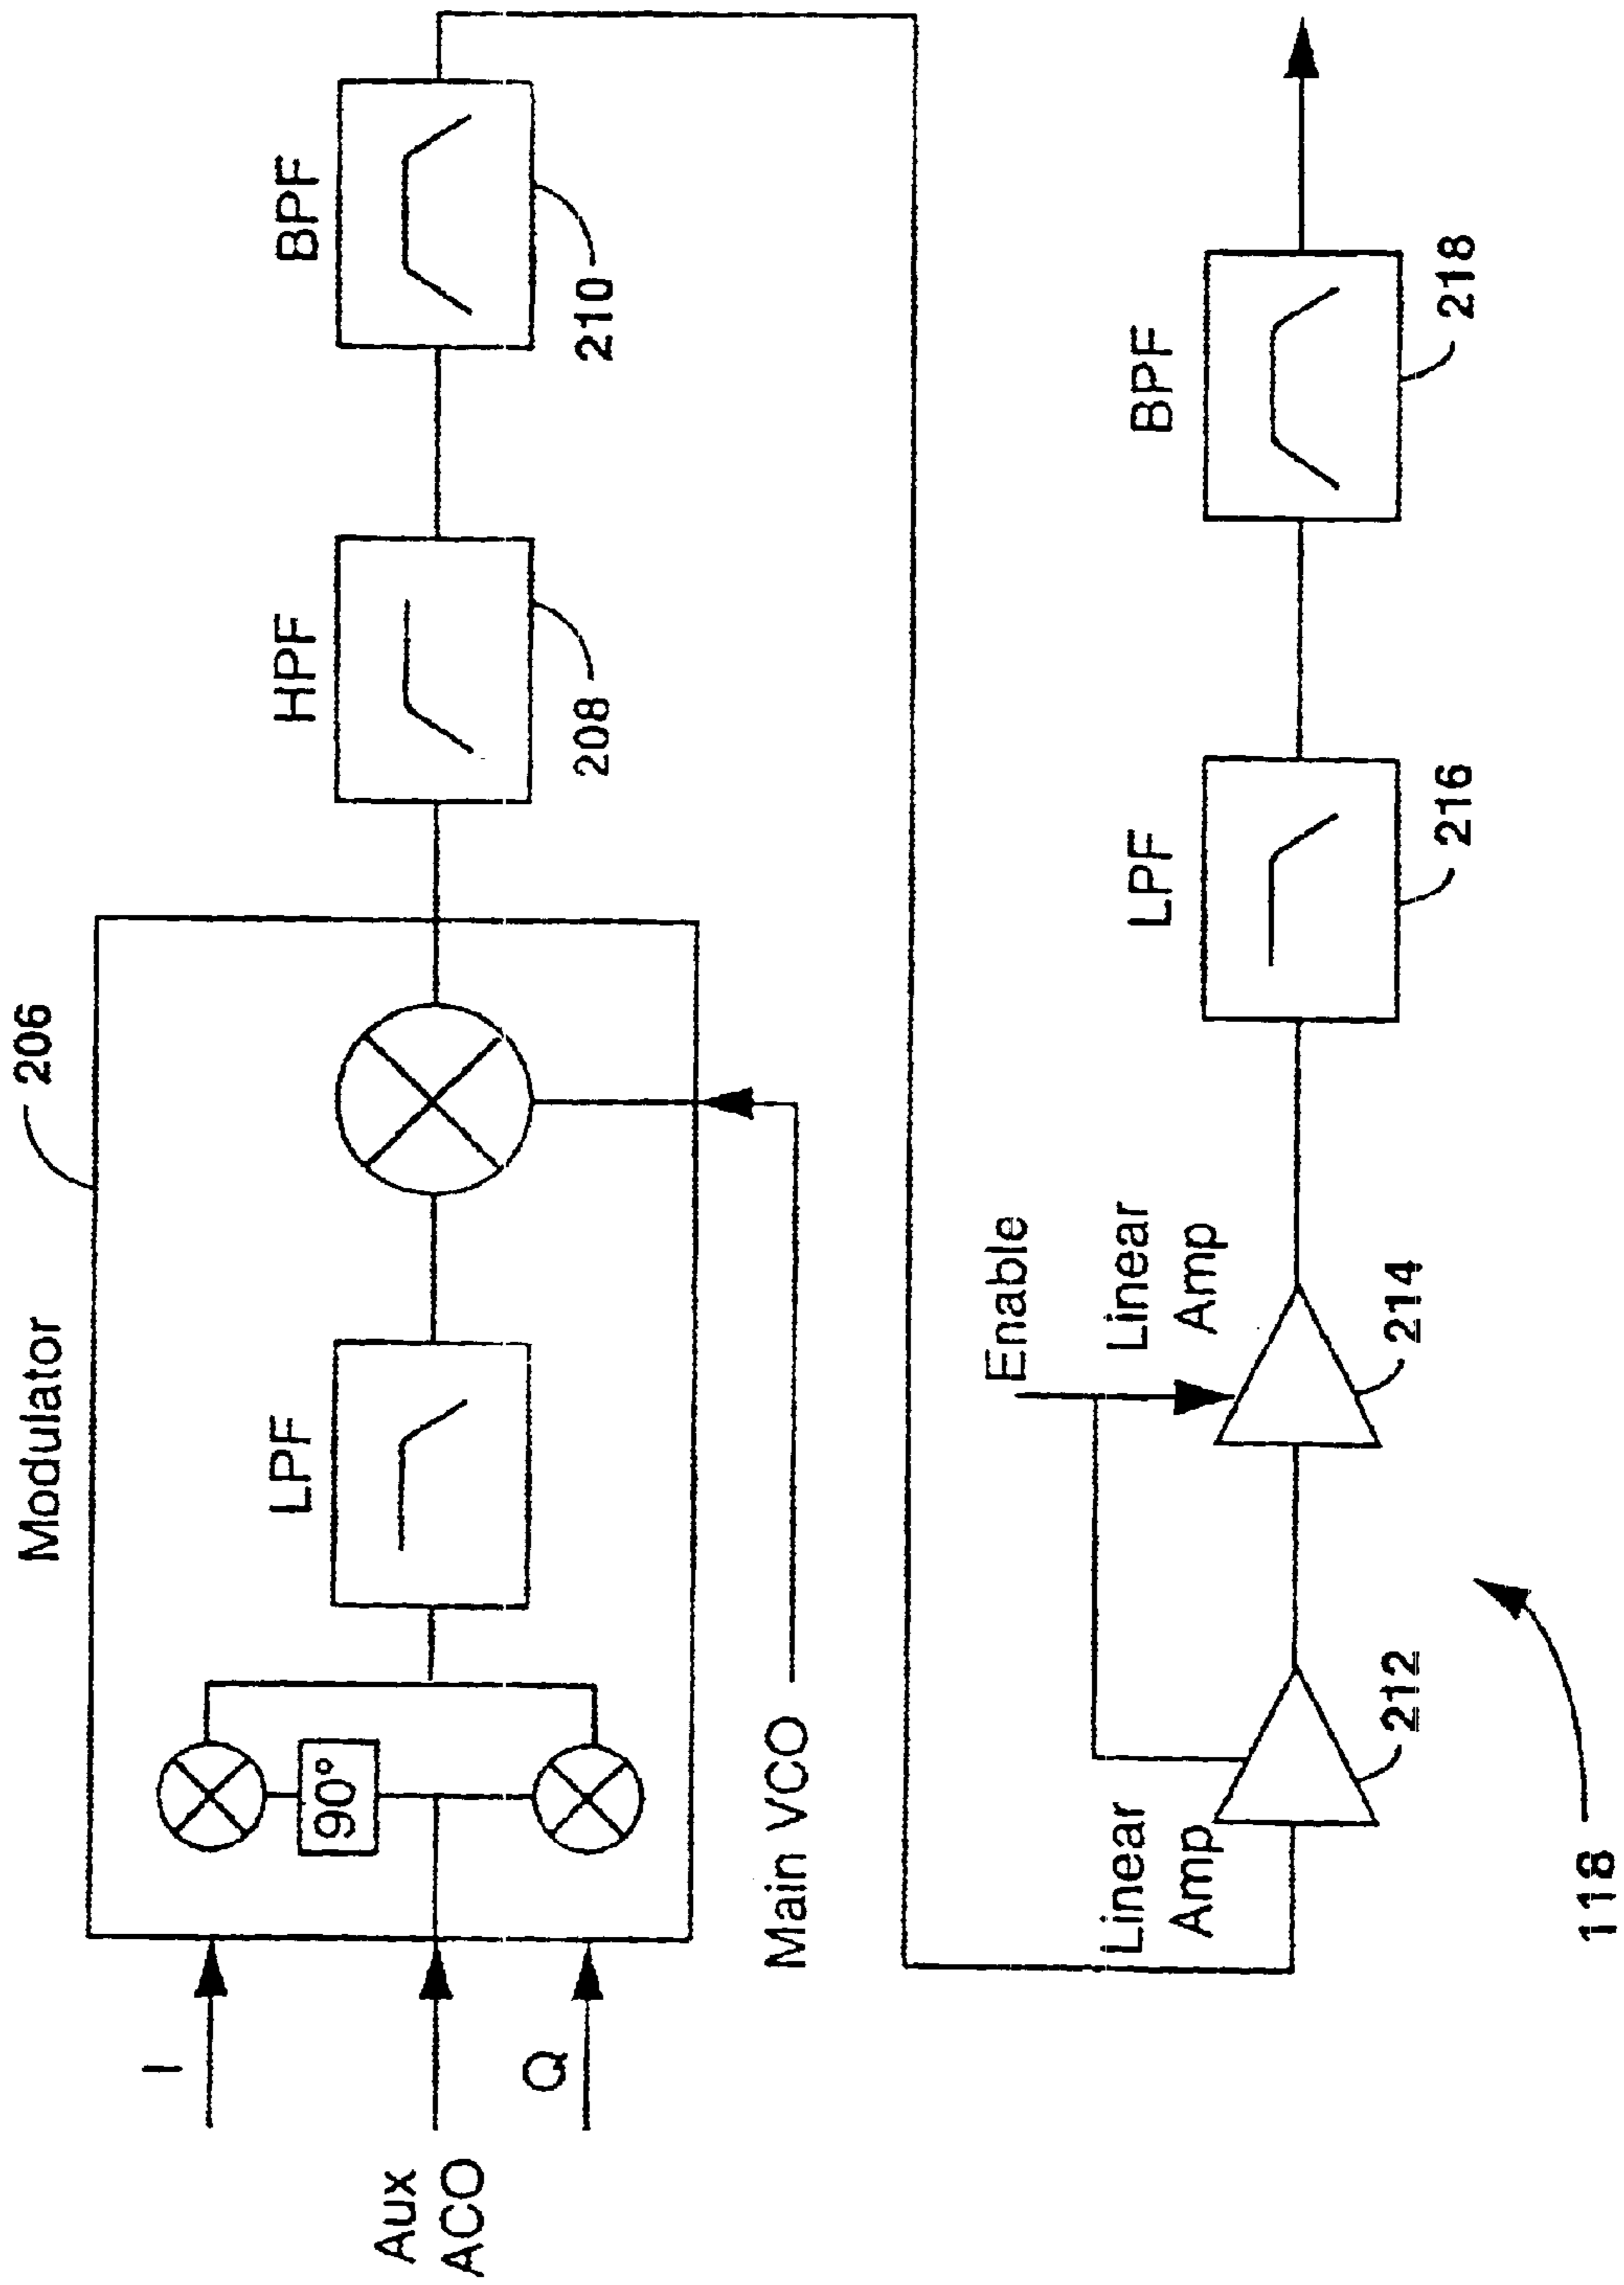 Modulator
206
I
Aux
ACO
Q
90°
LPF
Main VCO
HPF
208
BPF
210
Linear
Amp
212
Enable
Linear
Amp
214
LPF
216
BPF
218
118